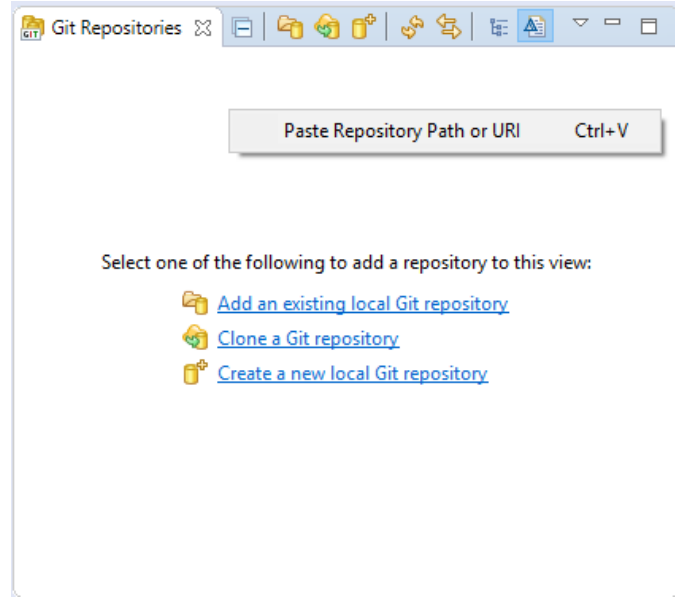 GIT Git Repositories
Paste Repository Path or URI Ctrl+V
Select one of the following to add a repository to this view:
Add an existing local Git repository
Clone a Git repository
Create a new local Git repository